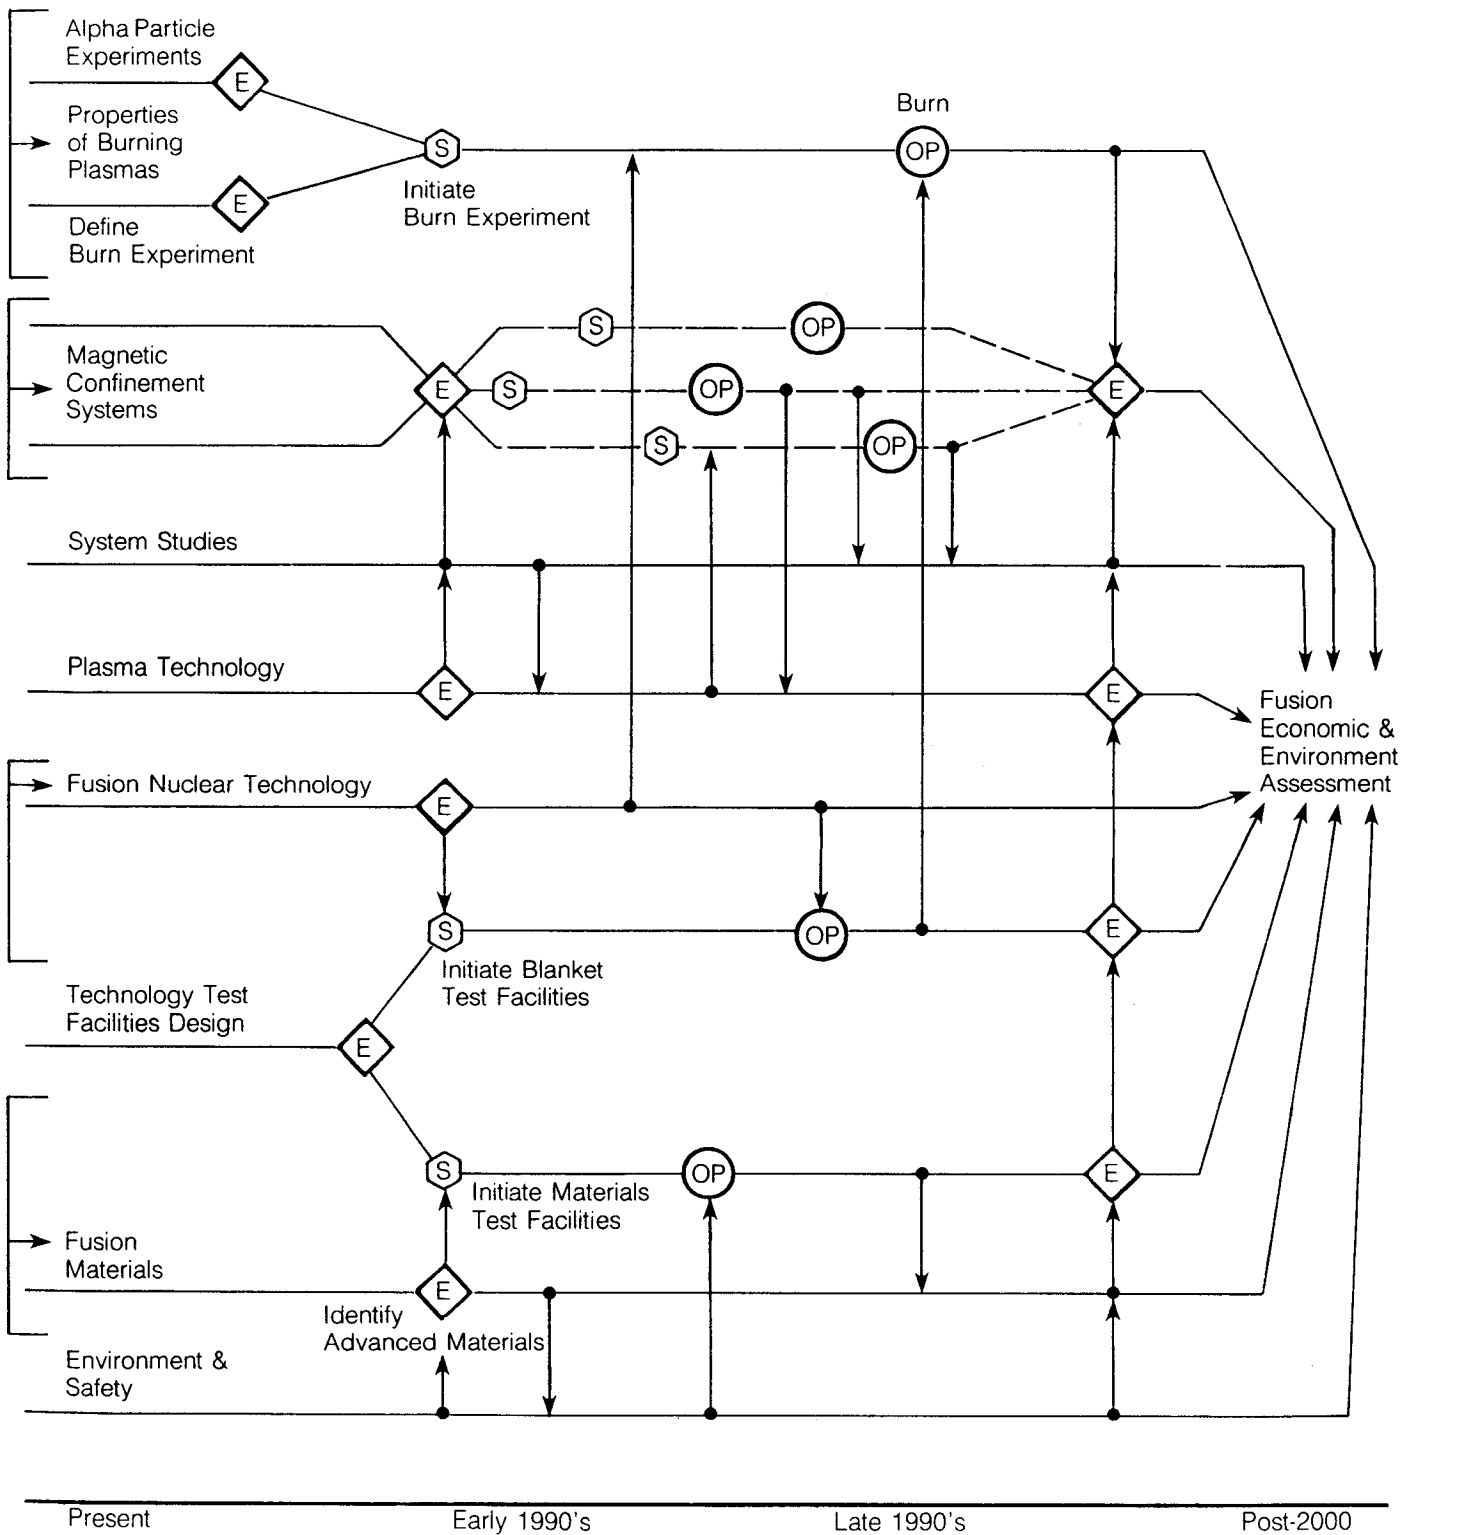 Alpha Particle
Experiments
E
Properties
of Burning
Plasmas
E
Define
Burn Experiment
S
Initiate
Burn Experiment
Burn
OP
Magnetic
Confinement
Systems
E
S
OP
S
OP
S
OP
E
System Studies
Plasma Technology
E
E
Fusion
Economic &
Environment
Assessment
Fusion Nuclear Technology
E
S
Initiate Blanket
Test Facilities
OP
E
Technology Test
Facilities Design
E
S
Initiate Materials
Test Facilities
OP
E
Fusion
Materials
E
Identify
Advanced Materials
Environment &
Safety
Present
Early 1990's
Late 1990's
Post-2000